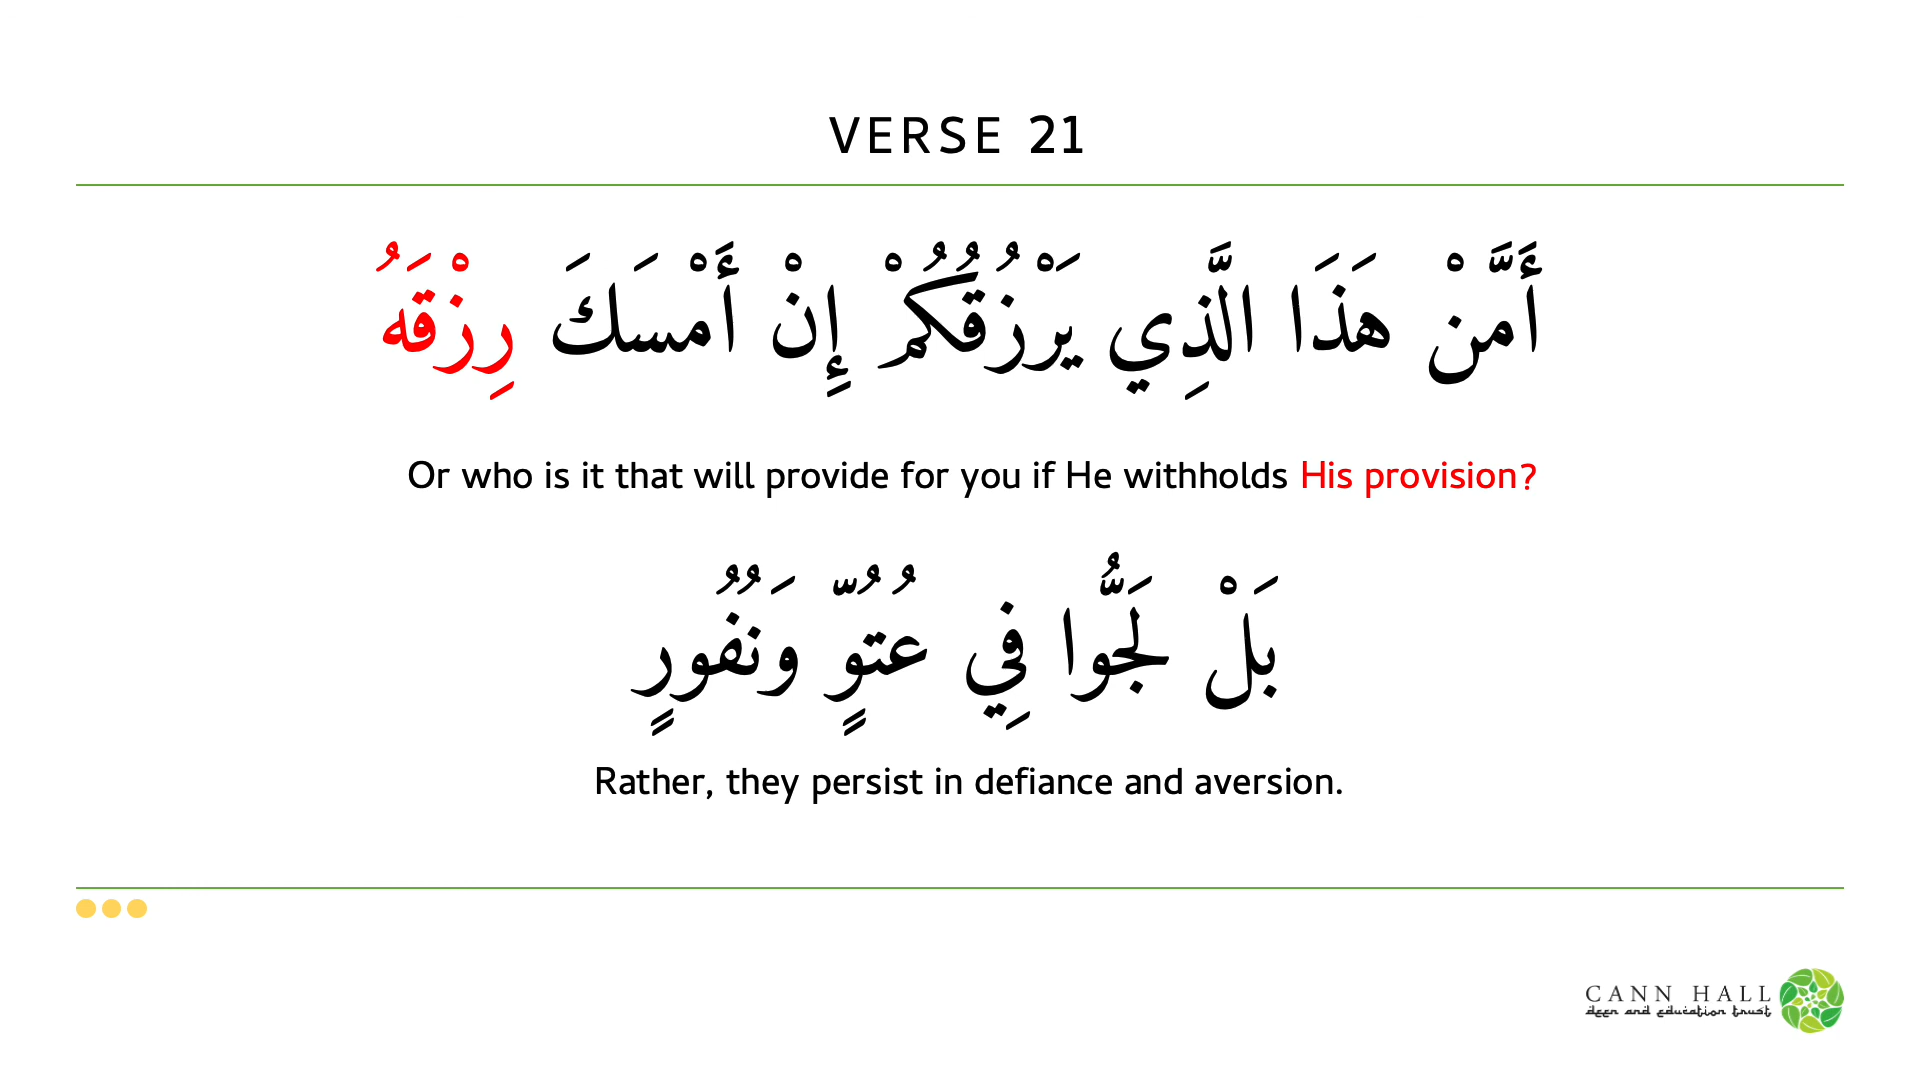 VERSE 21
أَمَّنْ هَذَا الَّذِي يَرْزُقُكُمْ إِنْ أَمْسَكَ رِزْقَهُ
Or who is it that will provide for you if He withholds His provision?
بَلْ لَجُّوا فِي عُتُوٍّ وَنُفُورٍ
Rather, they persist in defiance and aversion.
CANN HALL
deen and education trust